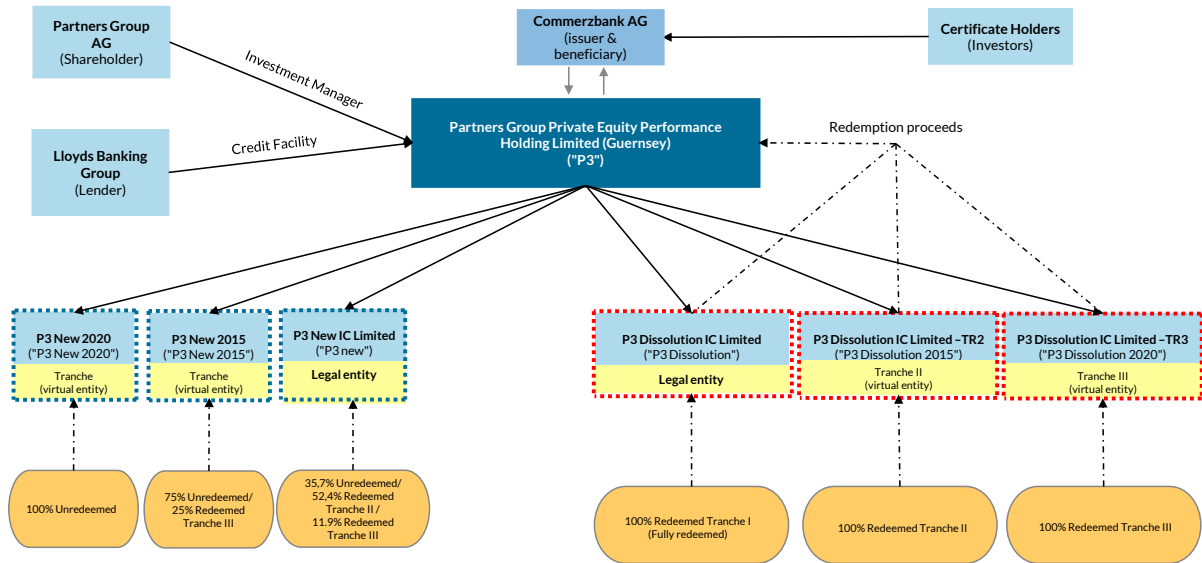 Partners Group
AG
(Shareholder)
Commerzbank AG
(issuer &
beneficiary)
Certificate Holders
(Investors)
Investment Manager
Lloyds Banking
Group
(Lender)
Credit Facility
Partners Group Private Equity Performance
Holding Limited (Guernsey)
("P3")
Redemption proceeds
P3 New 2020
("P3 New 2020")
Tranche
(virtual entity)
P3 New 2015
("P3 New 2015")
Tranche
(virtual entity)
P3 New IC Limited
("P3 new")
Legal entity
P3 Dissolution IC Limited
("P3 Dissolution")
Legal entity
P3 Dissolution IC Limited –TR2
("P3 Dissolution 2015")
Tranche II
(virtual entity)
P3 Dissolution IC Limited –TR3
("P3 Dissolution 2020")
Tranche III
(virtual entity)
100% Unredeemed
75% Unredeemed/
25% Redeemed
Tranche III
35,7% Unredeemed/
52,4% Redeemed
Tranche II /
11.9% Redeemed
Tranche III
100% Redeemed Tranche I
(Fully redeemed)
100% Redeemed Tranche II
100% Redeemed Tranche III